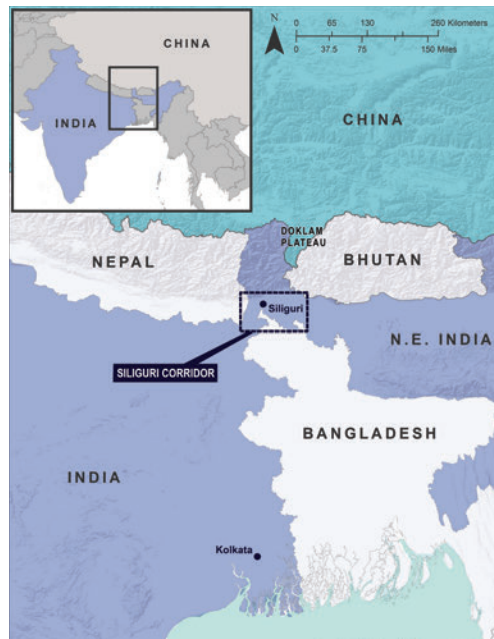 CHINA
INDIA
N
0 65 130 260 Kilometers
0 37.5 75 150 Miles
CHINA
DOKLAM
PLATEAU
NEPAL
BHUTAN
Siliguri
N.E. INDIA
SILIGURI CORRIDOR
BANGLADESH
INDIA
Kolkata